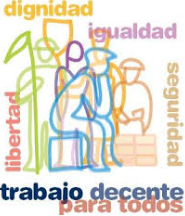 dignidad
igualdad
libertad
seguridad
trabajo decente
para todos